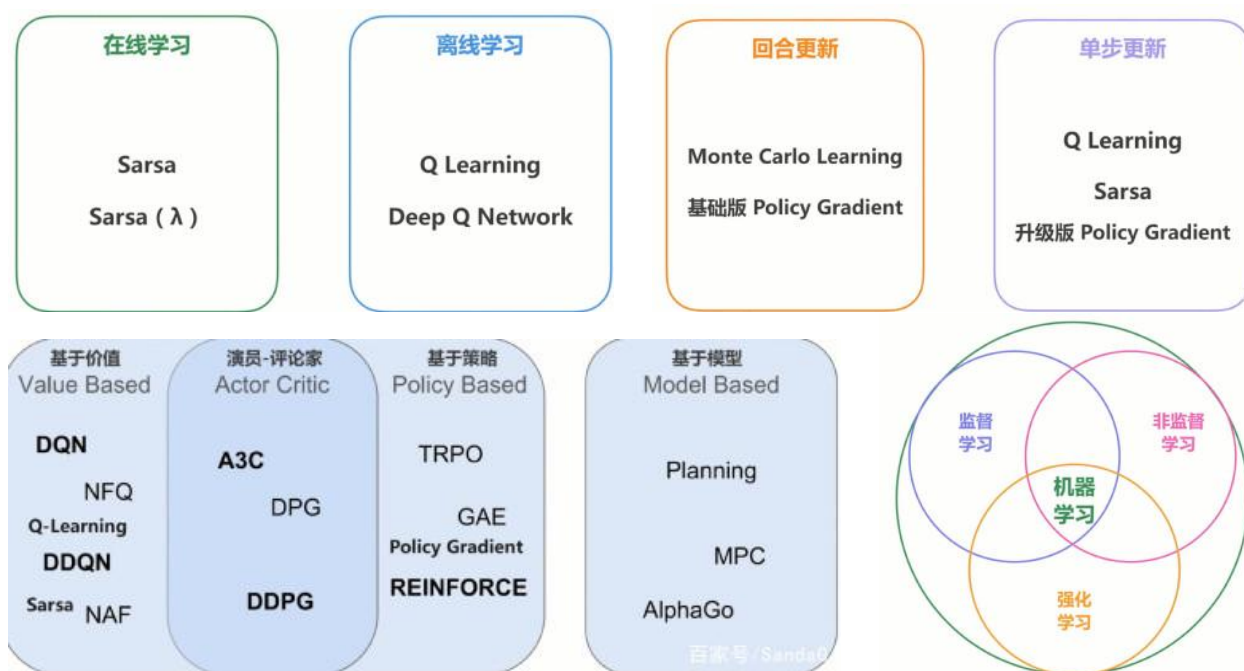 在线学习
Sarsa
Sarsa ( λ )
离线学习
Q Learning
Deep Q Network
回合更新
Monte Carlo Learning
基础版 Policy Gradient
单步更新
Q Learning
Sarsa
升级版 Policy Gradient
基于价值
Value Based
DQN
NFQ
Q-Learning
DDQN
Sarsa
NAF
演员-评论家
Actor Critic
A3C
DPG
DDPG
基于策略
Policy Based
TRPO
GAE
Policy Gradient
REINFORCE
基于模型
Model Based
Planning
MPC
AlphaGo
监督
学习
非监督
学习
机器
学习
强化
学习